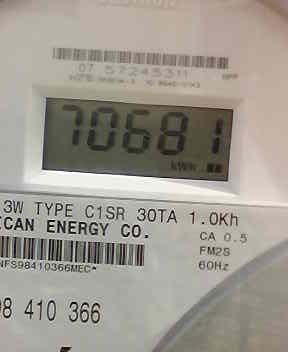 07 57245311
70681
kWH
3W TYPE C1SR 30TA 1.0Kh
ECAN ENERGY CO.
CA 0.5
FM2S
60Hz
NFS98410366MEC*
98 410 366